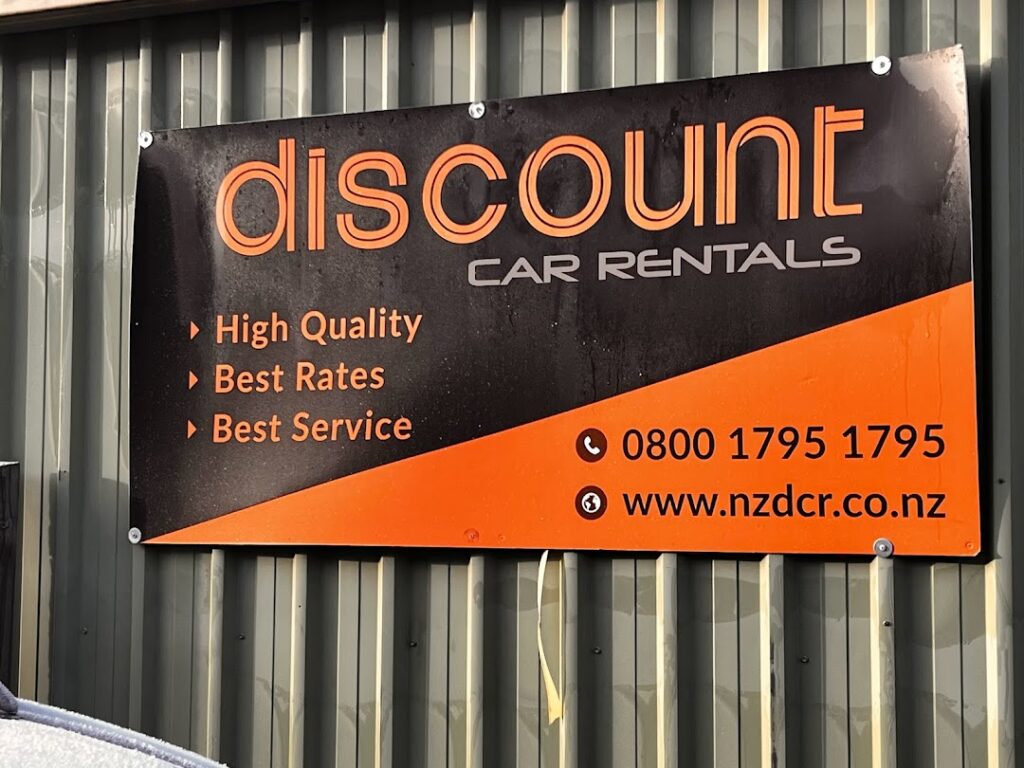 discount
CAR RENTALS
High Quality
Best Rates
Best Service
0800 1795 1795
www.nzdcr.co.nz